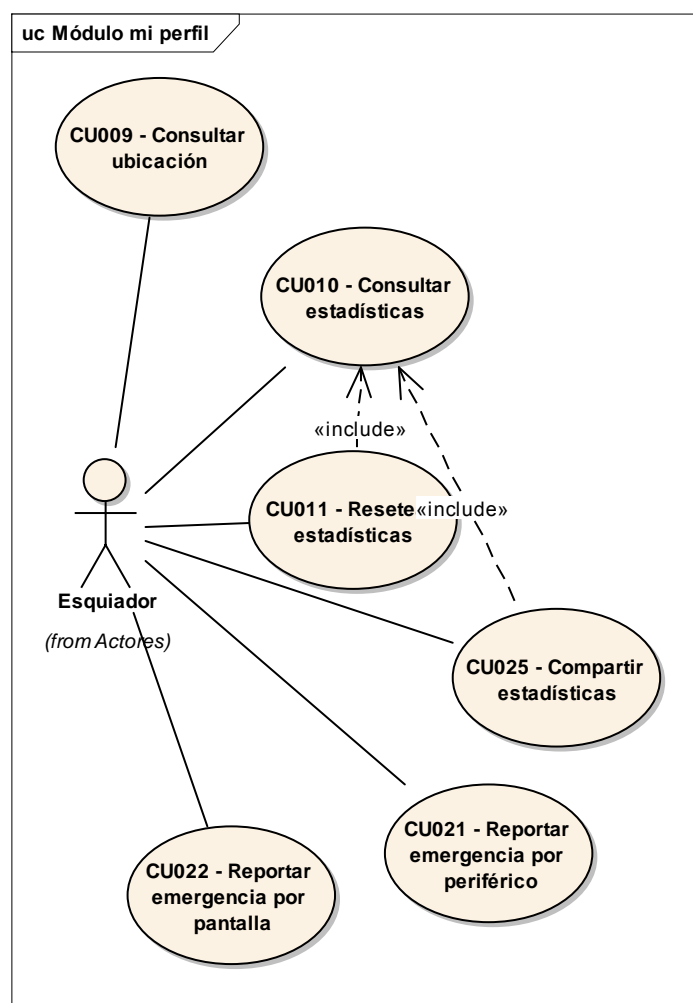 uc Módulo mi perfil
CU009 - Consultar
ubicación
CU010 - Consultar
estadísticas
«include»
CU011 - Resete
«include»
estadísticas
Esquiador
(from Actores)
CU025 - Compartir
estadísticas
CU021 - Reportar
emergencia por
periférico
CU022 - Reportar
emergencia por
pantalla